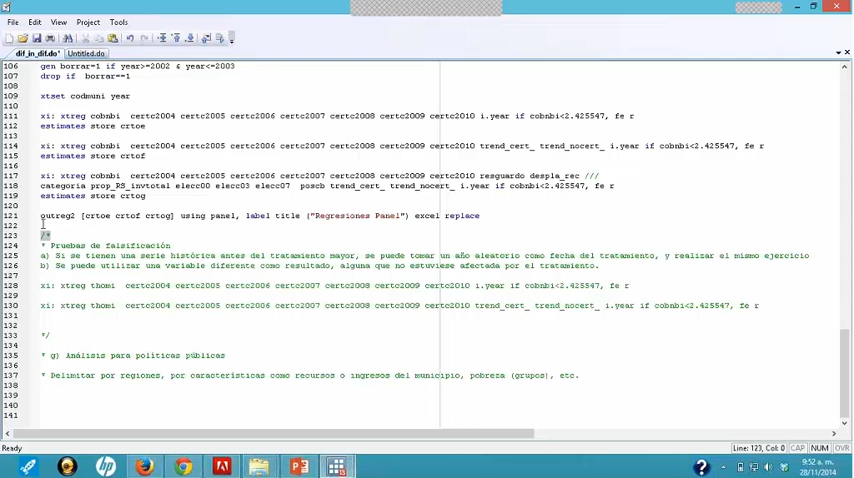 File Edit View Project Tools
dif_in_dif.do* Untitled.do
106 gen borrar=1 if year>=2002 & year<=2003
107 drop if borrar==1
108
109 xtset codmuni year
110
111 xi: xtreg cobnbi certc2004 certc2005 certc2006 certc2007 certc2008 certc2009 certc2010 i.year if cobnbi<2.425547, fe r
112 estimates store crtoe
113
114 xi: xtreg cobnbi certc2004 certc2005 certc2006 certc2007 certc2008 certc2009 certc2010 trend_cert_ trend_nocert_ i.year if cobnbi<2.425547, fe r
115 estimates store crtof
116
117 xi: xtreg cobnbi certc2004 certc2005 certc2006 certc2007 certc2008 certc2009 certc2010 resguardo despla_rec ///
118 categoria prop_RS_invtotal elecc00 elecc03 elecc07 poscb trend_cert_ trend_nocert_ i.year if cobnbi<2.425547, fe r
119 estimates store crtog
120
121 outreg2 [crtoe crtof crtog] using panel, label title ("Regresiones Panel") excel replace
122
123 /*
124 * Pruebas de falsificación
125 a) Si se tienen una serie histórica antes del tratamiento mayor, se puede tomar un año aleatorio como fecha del tratamiento, y realizar el mismo ejercicio
126 b) Se puede utilizar una variable diferente como resultado, alguna que no estuviese afectada por el tratamiento.
127
128 xi: xtreg thomi certc2004 certc2005 certc2006 certc2007 certc2008 certc2009 certc2010 i.year if cobnbi<2.425547, fe r
129
130 xi: xtreg thomi certc2004 certc2005 certc2006 certc2007 certc2008 certc2009 certc2010 trend_cert_ trend_nocert_ i.year if cobnbi<2.425547, fe r
131
132
133 */
134
135 * g) Análisis para políticas públicas
136
137 * Delimitar por regiones, por características como recursos o ingresos del municipio, pobreza (grupos), etc.
138
139
140
141
Ready Line: 123, Col: 0 CAP NUM OVR
9:52 a. m.
28/11/2014